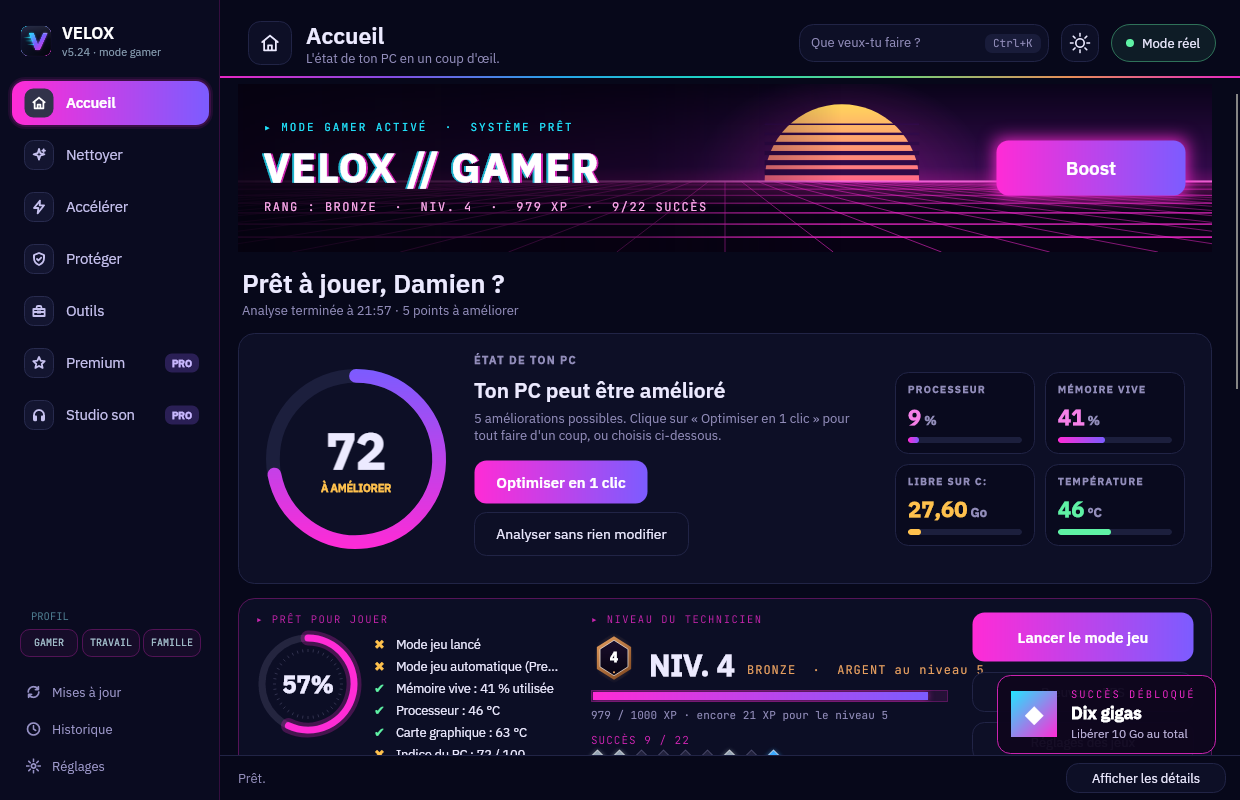 VELOX
v5.24 · mode gamer
Accueil
Nettoyer
Accélérer
Protéger
Outils
Premium PRO
Studio son PRO
PROFIL
GAMER TRAVAIL FAMILLE
Mises à jour
Historique
Réglages
Accueil
L'état de ton PC en un coup d'œil.
Que veux-tu faire ? Ctrl+K
Mode réel
▸ MODE GAMER ACTIVÉ · SYSTÈME PRÊT
VELOX // GAMER
RANG : BRONZE · NIV. 4 · 979 XP · 9/22 SUCCÈS
Boost
Prêt à jouer, Damien ?
Analyse terminée à 21:57 · 5 points à améliorer
72
À AMÉLIORER
ÉTAT DE TON PC
Ton PC peut être amélioré
5 améliorations possibles. Clique sur « Optimiser en 1 clic » pour
tout faire d'un coup, ou choisis ci-dessous.
Optimiser en 1 clic
Analyser sans rien modifier
PROCESSEUR
9 %
MÉMOIRE VIVE
41 %
LIBRE SUR C:
27,60 Go
TEMPÉRATURE
46 °C
▸ PRÊT POUR JOUER
57%
✖ Mode jeu lancé
✖ Mode jeu automatique (Pre...
✔ Mémoire vive : 41 % utilisée
✔ Processeur : 46 °C
✔ Carte graphique : 63 °C
✖ Indice du PC : 72 / 100
▸ NIVEAU DU TECHNICIEN
4
NIV. 4 BRONZE · ARGENT au niveau 5
979 / 1000 XP · encore 21 XP pour le niveau 5
SUCCÈS 9 / 22
Lancer le mode jeu
SUCCÈS DÉBLOQUÉ
Dix gigas
Libérer 10 Go au total
Prêt.
Afficher les détails